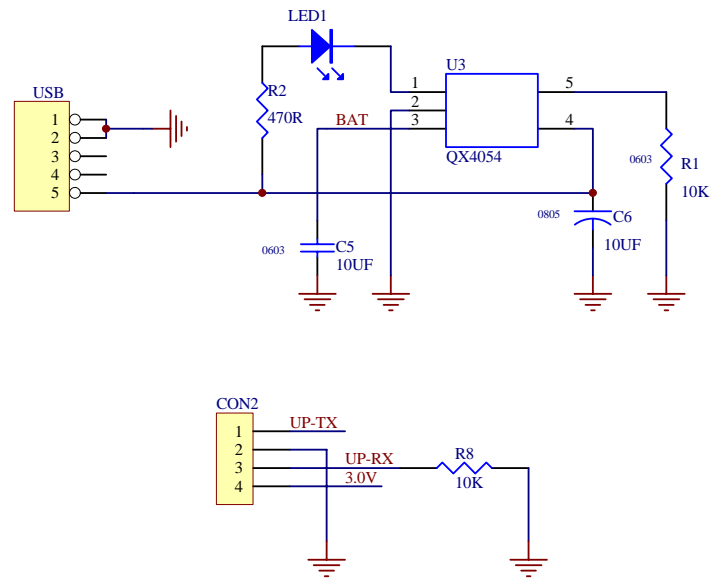 LED1
USB
1
2
3
4
5
R2
470R
BAT
U3
1
2
3
5
4
QX4054
0603
R1
10K
0805
C6
10UF
0603
C5
10UF
CON2
1
2
3
4
UP-TX
UP-RX
3.0V
R8
10K